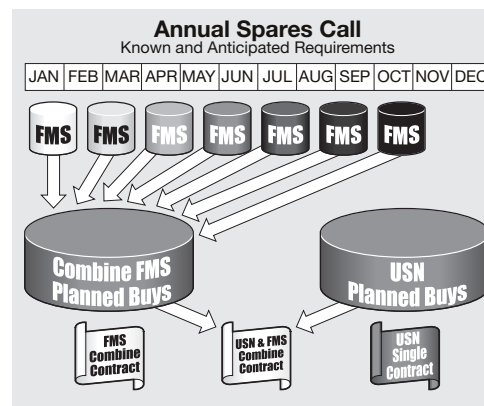 Annual Spares Call
Known and Anticipated Requirements
JAN FEB MAR APR MAY JUN JUL AUG SEP OCT NOV DEC
FMS FMS FMS FMS FMS FMS FMS
Combine FMS
Planned Buys
USN
Planned Buys
FMS
Combine
Contract
USN & FMS
Combine
Contract
USN
Single
Contract